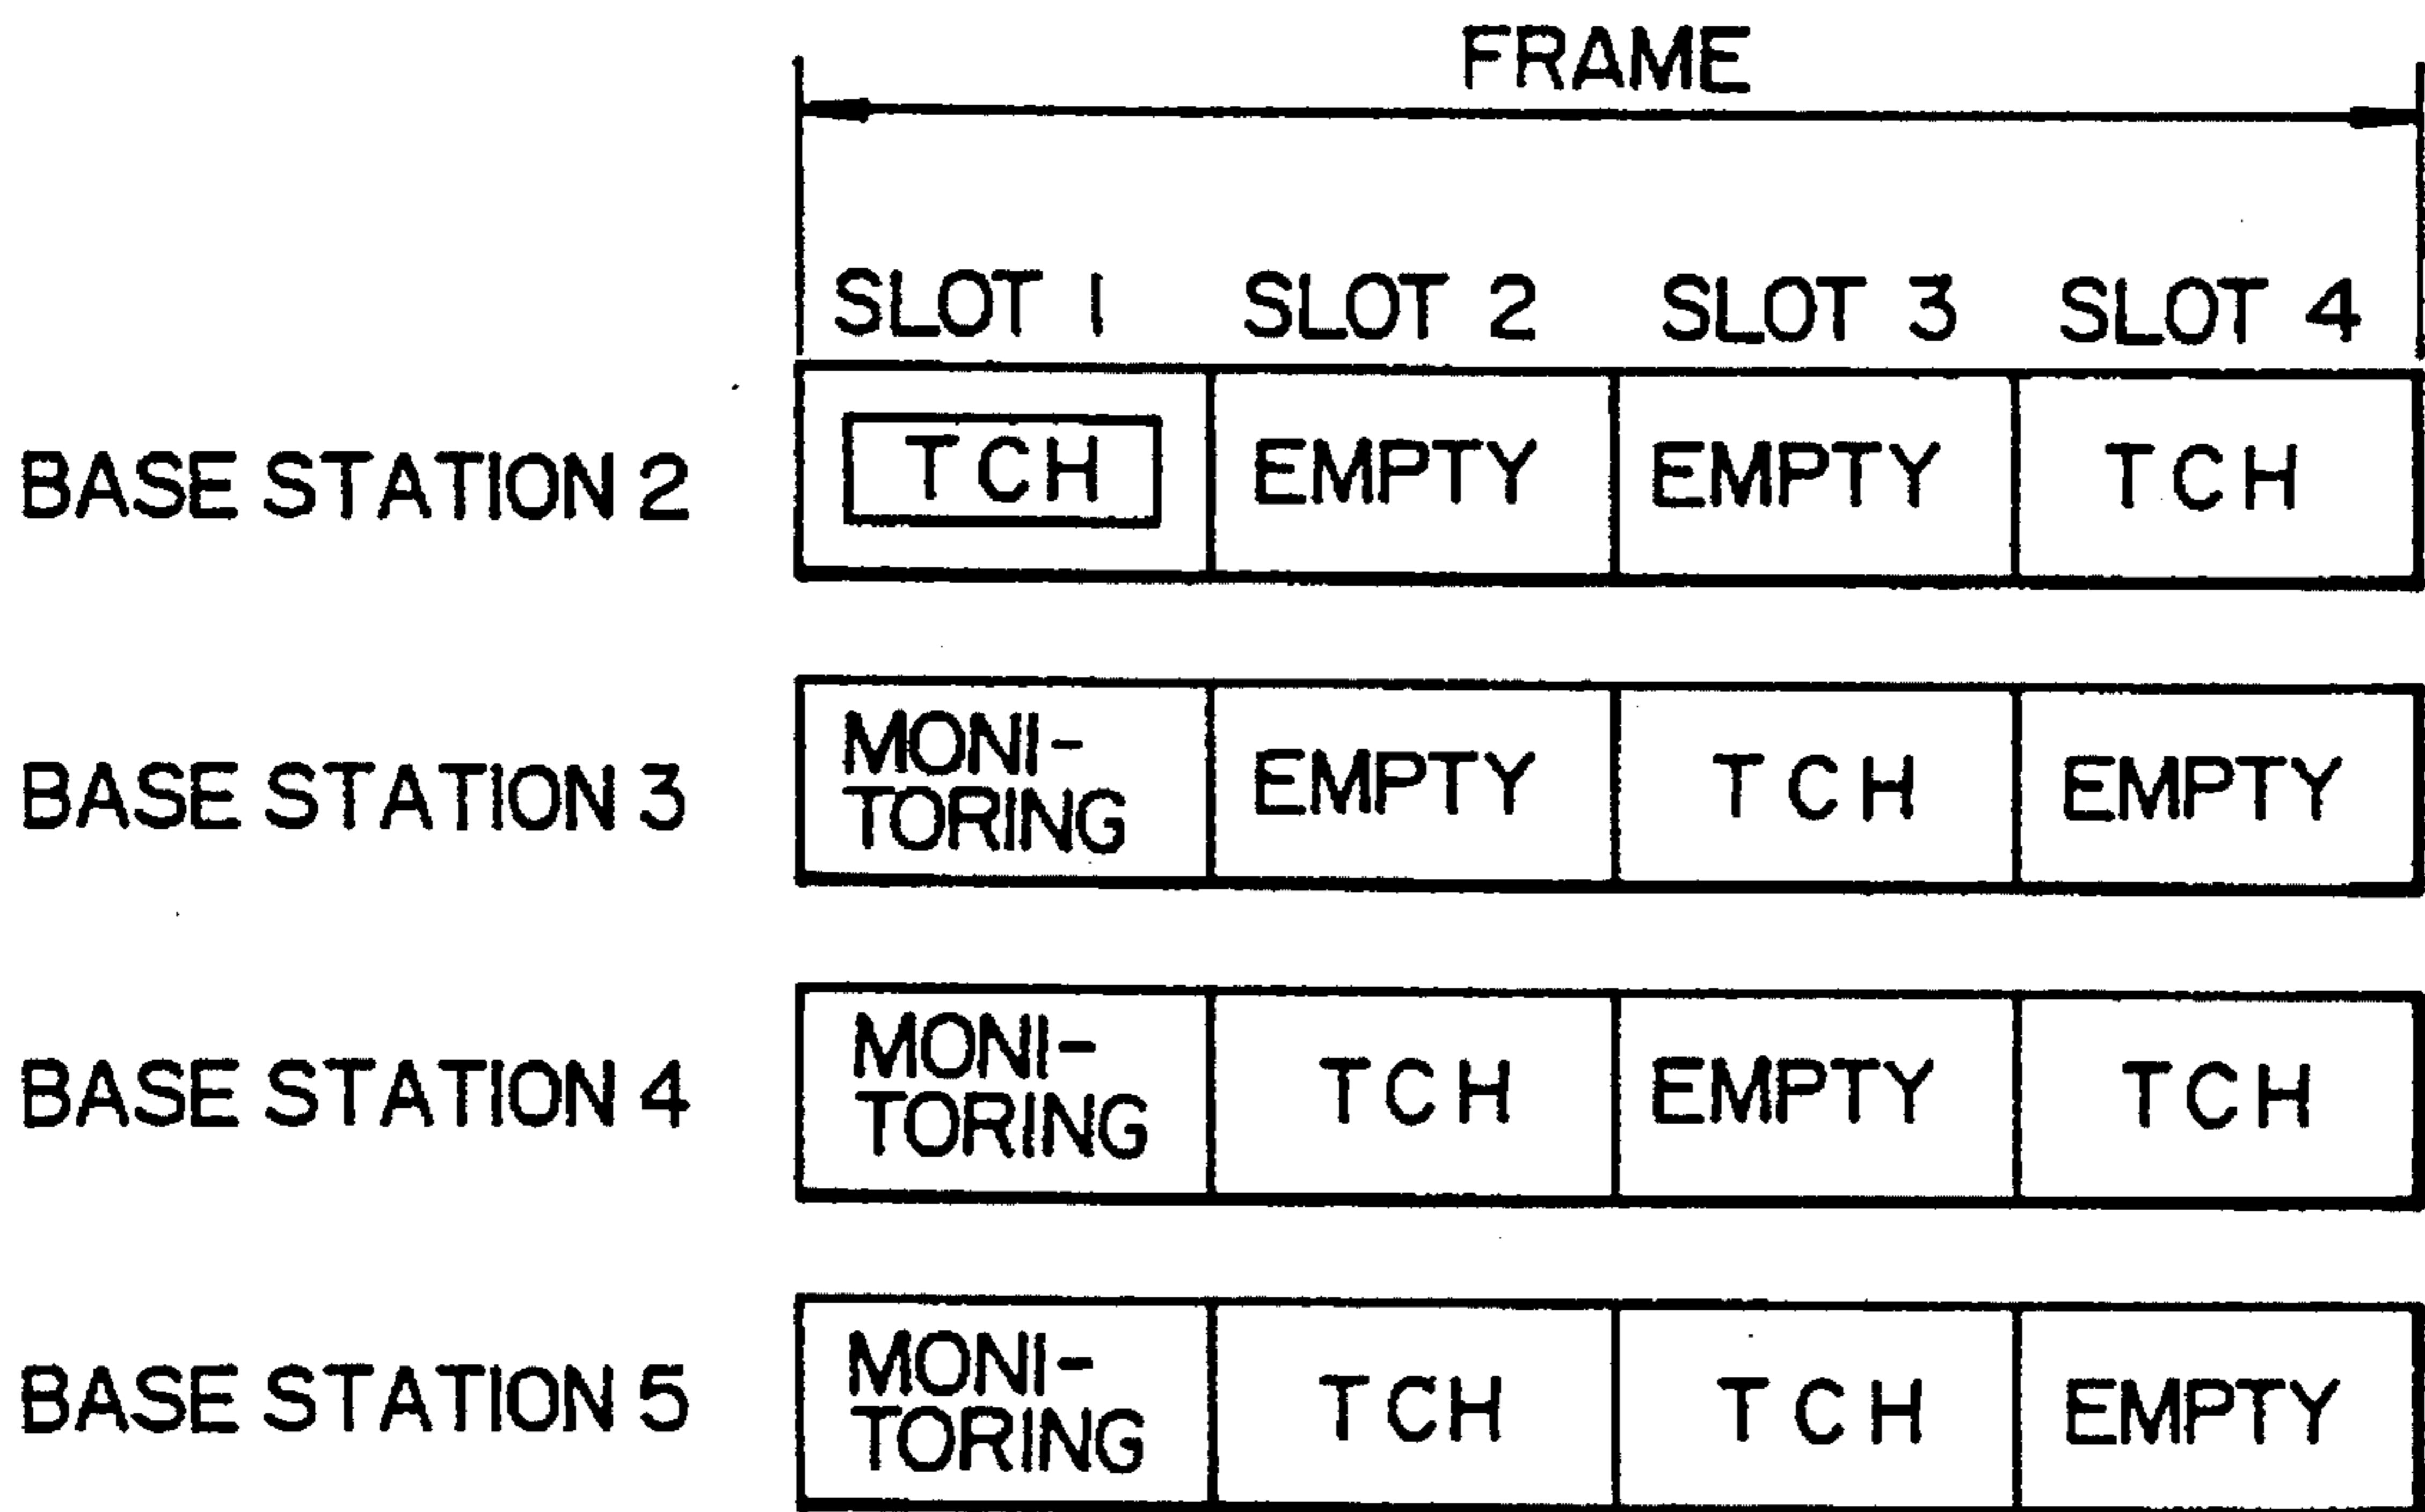 FRAME
SLOT 1 SLOT 2 SLOT 3 SLOT 4
BASE STATION 2 TCH EMPTY EMPTY TCH
BASE STATION 3 MONI-
TORING EMPTY TCH EMPTY
BASE STATION 4 MONI-
TORING TCH EMPTY TCH
BASE STATION 5 MONI-
TORING TCH TCH EMPTY